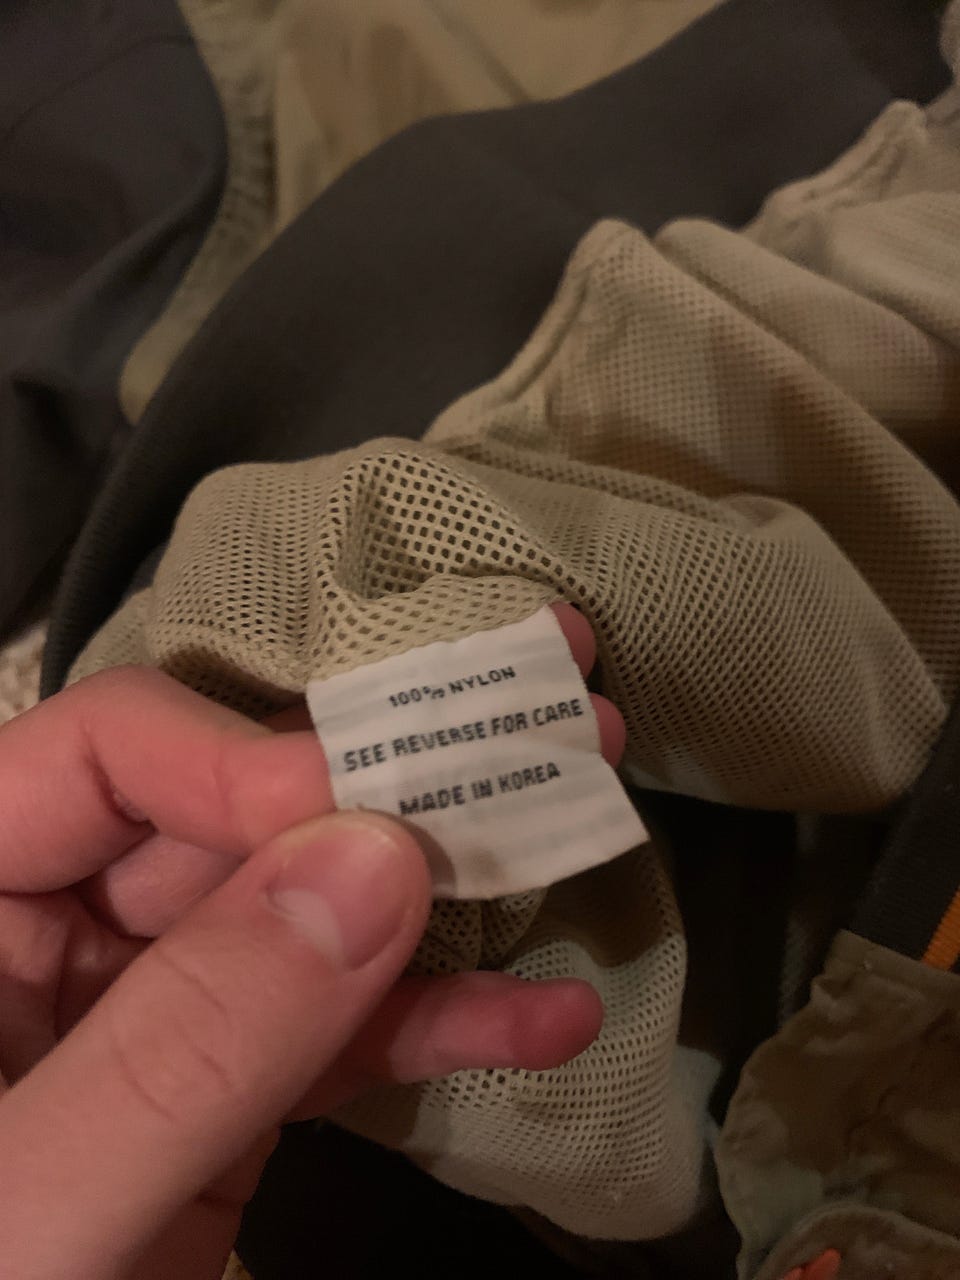 100% NYLON
SEE REVERSE FOR CARE
MADE IN KOREA